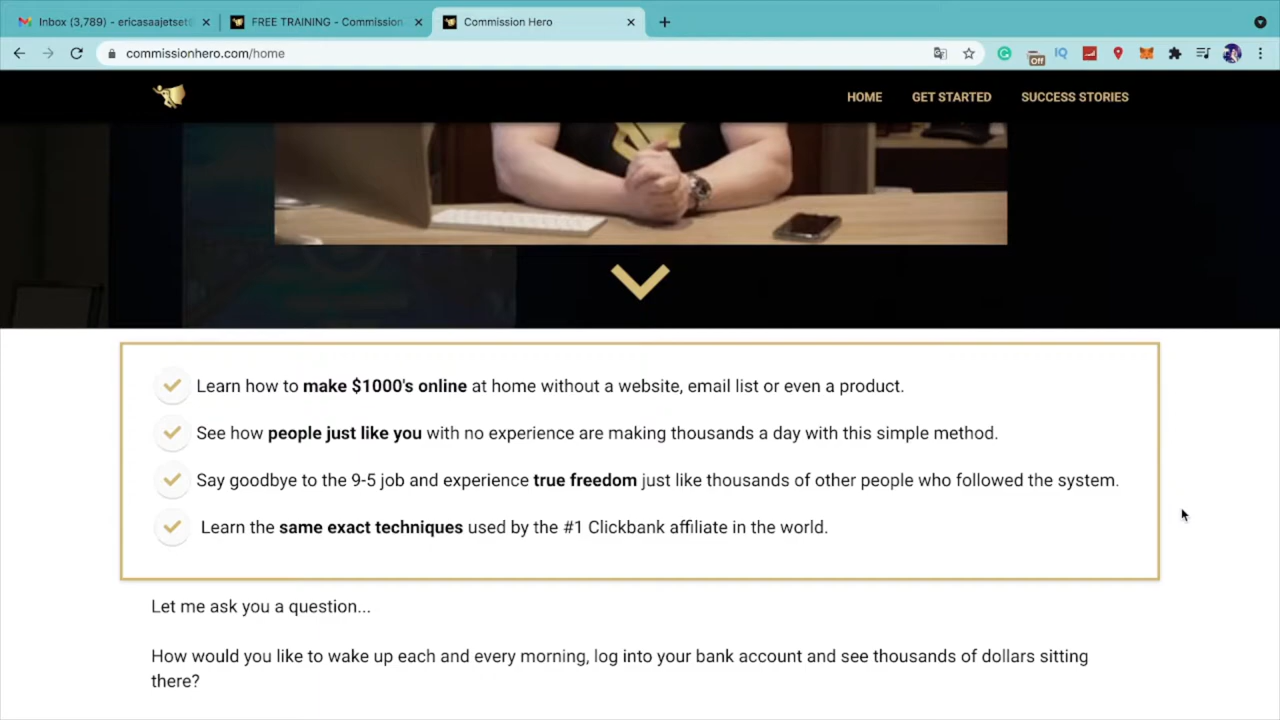 Inbox (3,789) - ericasaajetset
FREE TRAINING - Commission
Commission Hero
commissionhero.com/home
Off
HOME
GET STARTED
SUCCESS STORIES
Learn how to make $1000's online at home without a website, email list or even a product.
See how people just like you with no experience are making thousands a day with this simple method.
Say goodbye to the 9-5 job and experience true freedom just like thousands of other people who followed the system.
Learn the same exact techniques used by the #1 Clickbank affiliate in the world.
Let me ask you a question...
How would you like to wake up each and every morning, log into your bank account and see thousands of dollars sitting
there?